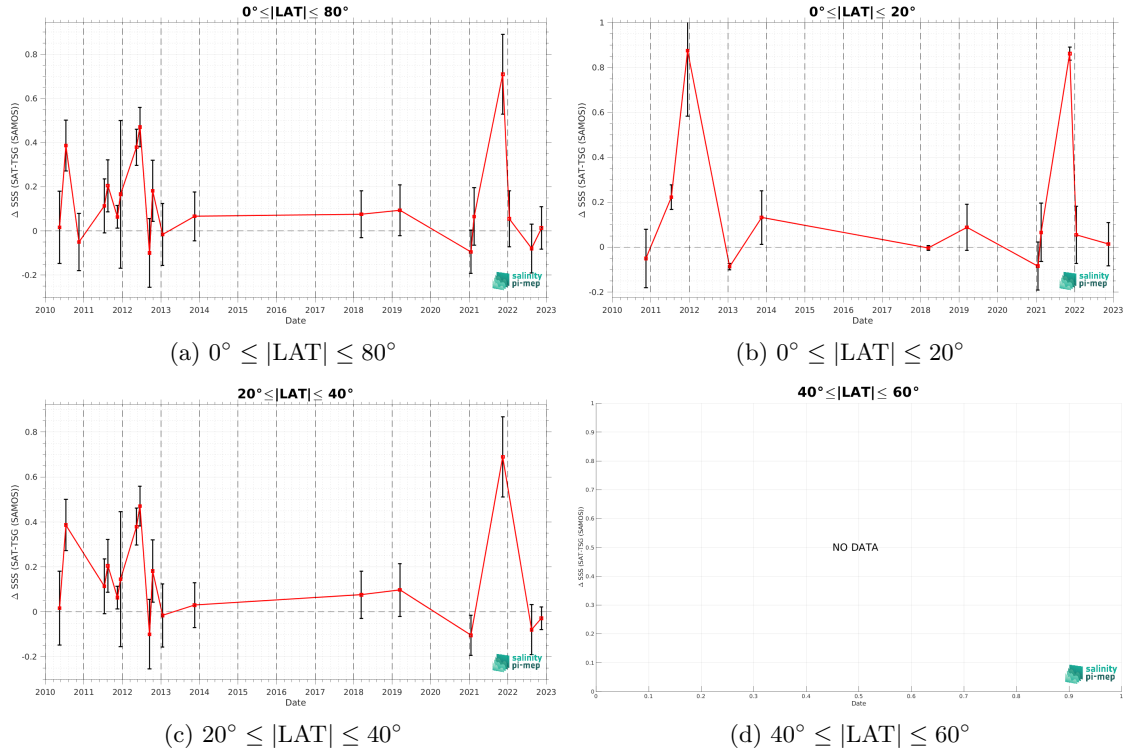 0°≤|LAT|≤ 80°
Δ SSS (SAT-TSG (SAMOS))
0.8
0.6
0.4
0.2
0
-0.2
2010 2011 2012 2013 2014 2015 2016 2017 2018 2019 2020 2021 2022 2023
Date
salinity
pi-mep
(a) 0° ≤ |LAT| ≤ 80°
0°≤|LAT|≤ 20°
Δ SSS (SAT-TSG (SAMOS))
1
0.8
0.6
0.4
0.2
0
-0.2
2010 2011 2012 2013 2014 2015 2016 2017 2018 2019 2020 2021 2022 2023
Date
salinity
pi-mep
(b) 0° ≤ |LAT| ≤ 20°
20°≤|LAT|≤ 40°
Δ SSS (SAT-TSG (SAMOS))
0.8
0.6
0.4
0.2
0
-0.2
2010 2011 2012 2013 2014 2015 2016 2017 2018 2019 2020 2021 2022 2023
Date
salinity
pi-mep
(c) 20° ≤ |LAT| ≤ 40°
40°≤|LAT|≤ 60°
Δ SSS (SAT-TSG (SAMOS))
1
0.9
0.8
0.7
0.6
0.5
0.4
0.3
0.2
0.1
0
NO DATA
0 0.1 0.2 0.3 0.4 0.5 0.6 0.7 0.8 0.9 1
Date
salinity
pi-mep
(d) 40° ≤ |LAT| ≤ 60°